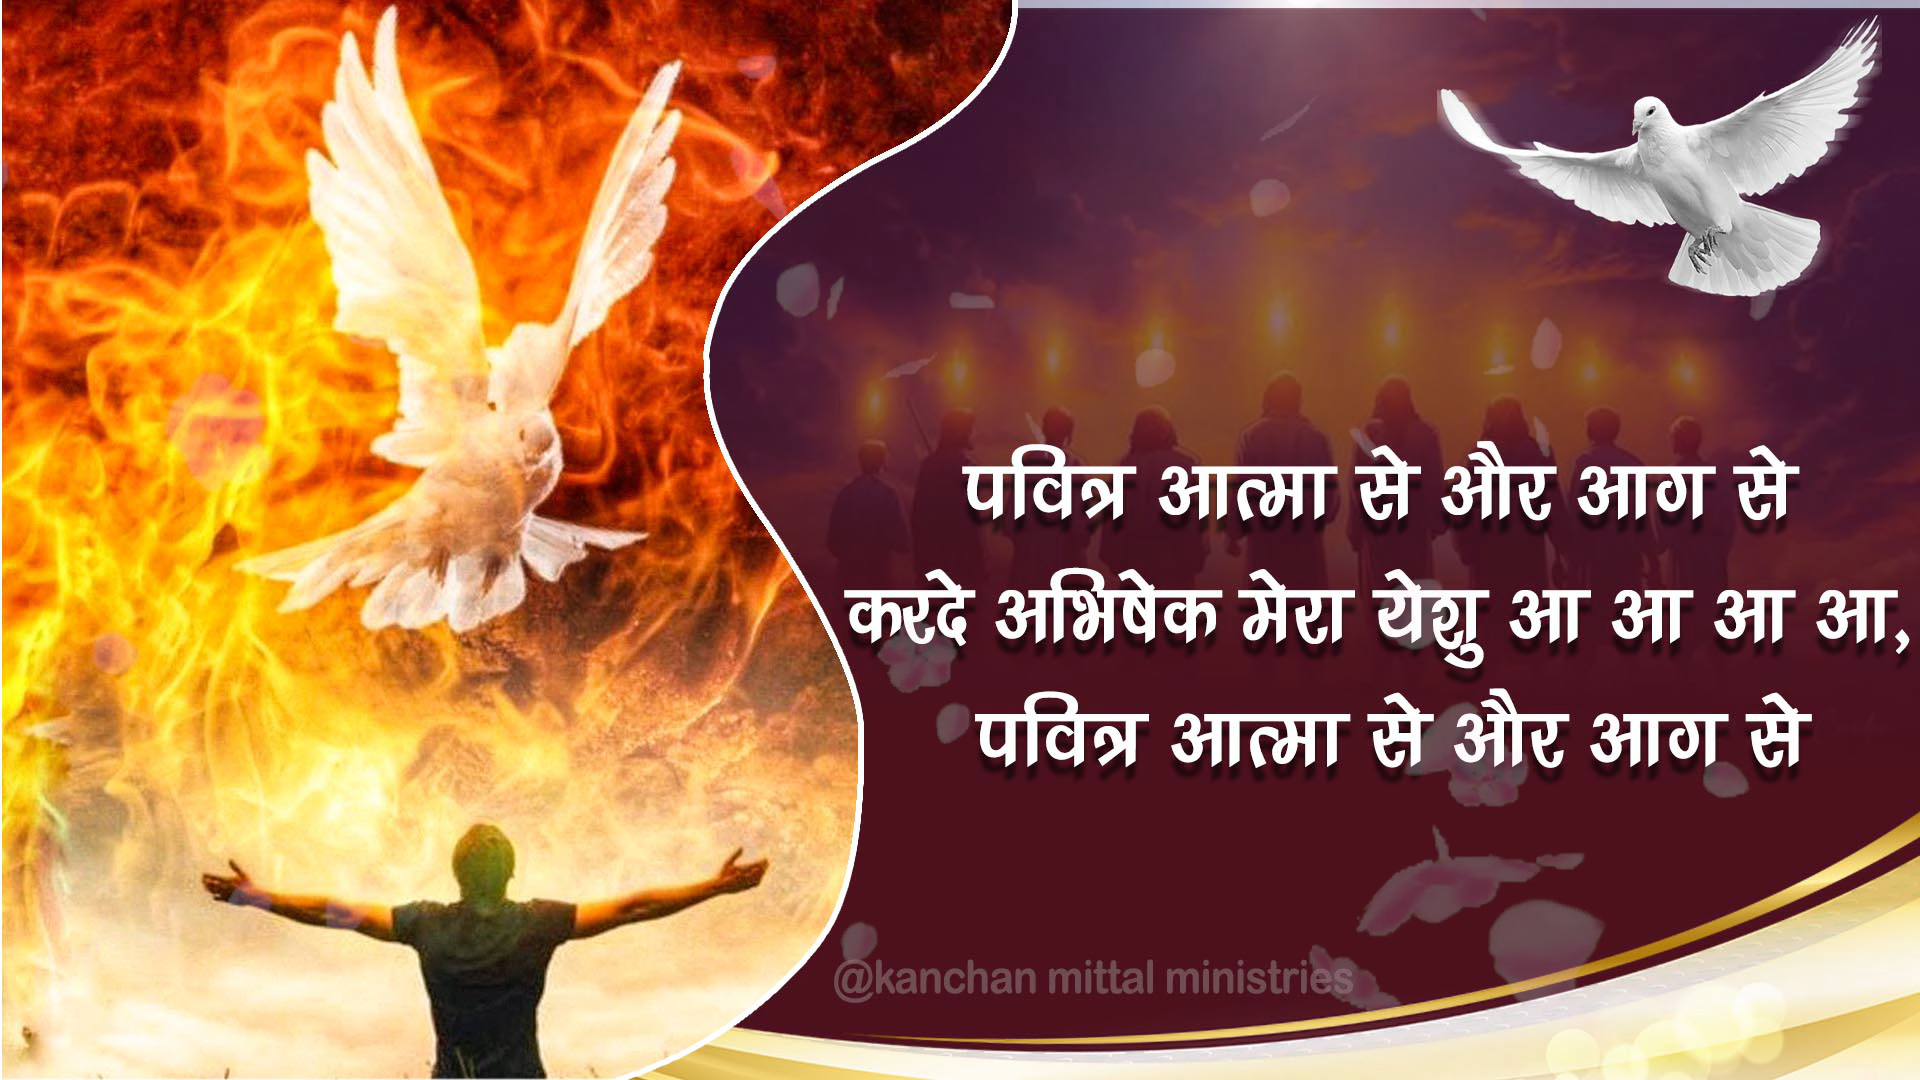 पवित्र आत्मा से और आग से
करदे अभिषेक मेरा येशु आ आ आ आ,
पवित्र आत्मा से और आग से
@kanchan mittal ministries